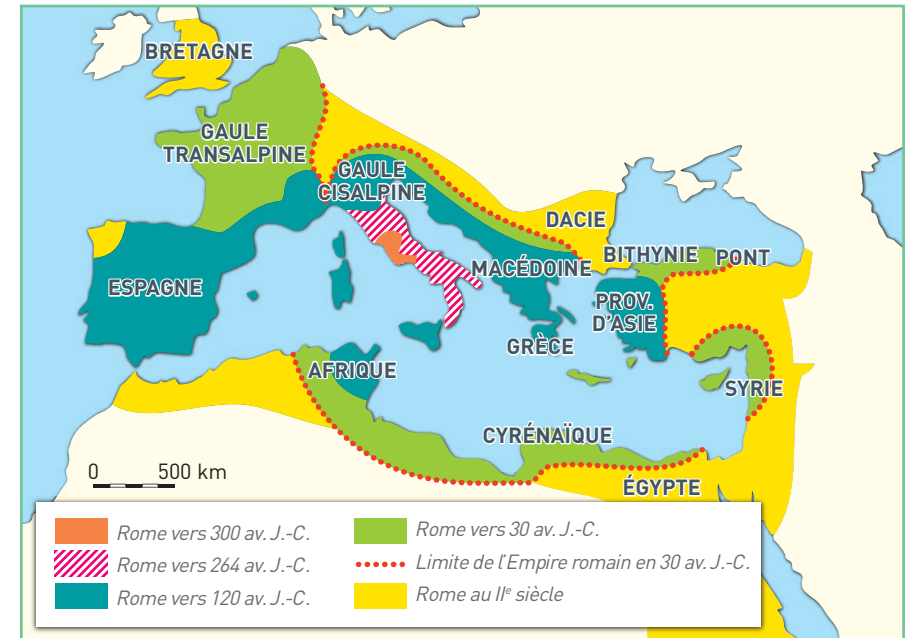 BRETAGNE
GAULE
TRANSALPINE
GAULE
CISALPINE
DACIE
BITHYNIE
PONT
MACÉDOINE
ESPAGNE
PROV.
D'ASIE
GRÈCE
AFRIQUE
SYRIE
CYRÉNAÏQUE
ÉGYPTE
0 500 km
Rome vers 300 av. J.-C.
Rome vers 264 av. J.-C.
Rome vers 120 av. J.-C.
Rome vers 30 av. J.-C.
Limite de l'Empire romain en 30 av. J.-C.
Rome au IIe siècle